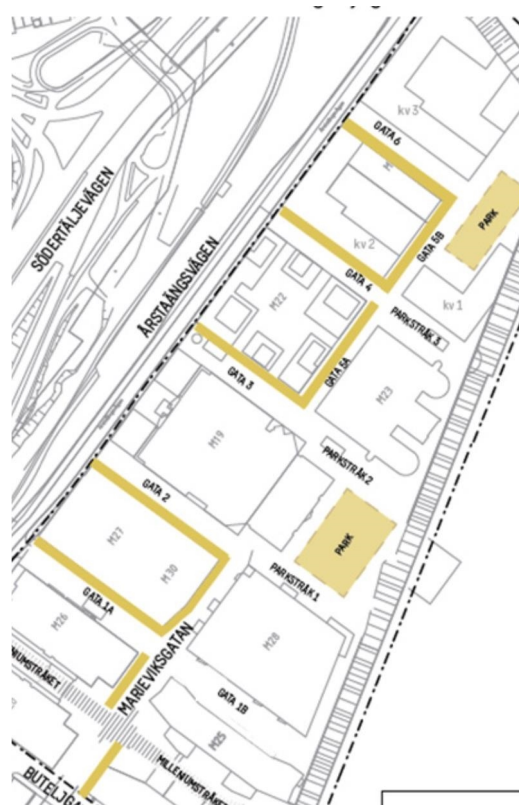 kv 3
GATA 6
SÖDERTÄLJEVÄGEN
PARK
kv 2
GATA 5B
ÅRSTAÄNGSVÄGEN
GATA 4
M22
kv 1
PARKSTRÅK 3
GATA 3
GATA 5A
M23
M19
PARKSTRÅK 2
GATA 2
M27
PARK
M30
PARKSTRÅK 1
GATA 1A
M26
MARIEVIKSGATAN
M28
GATA 1B
M25
MILLENUMSTRÅKET
BUTELJGA